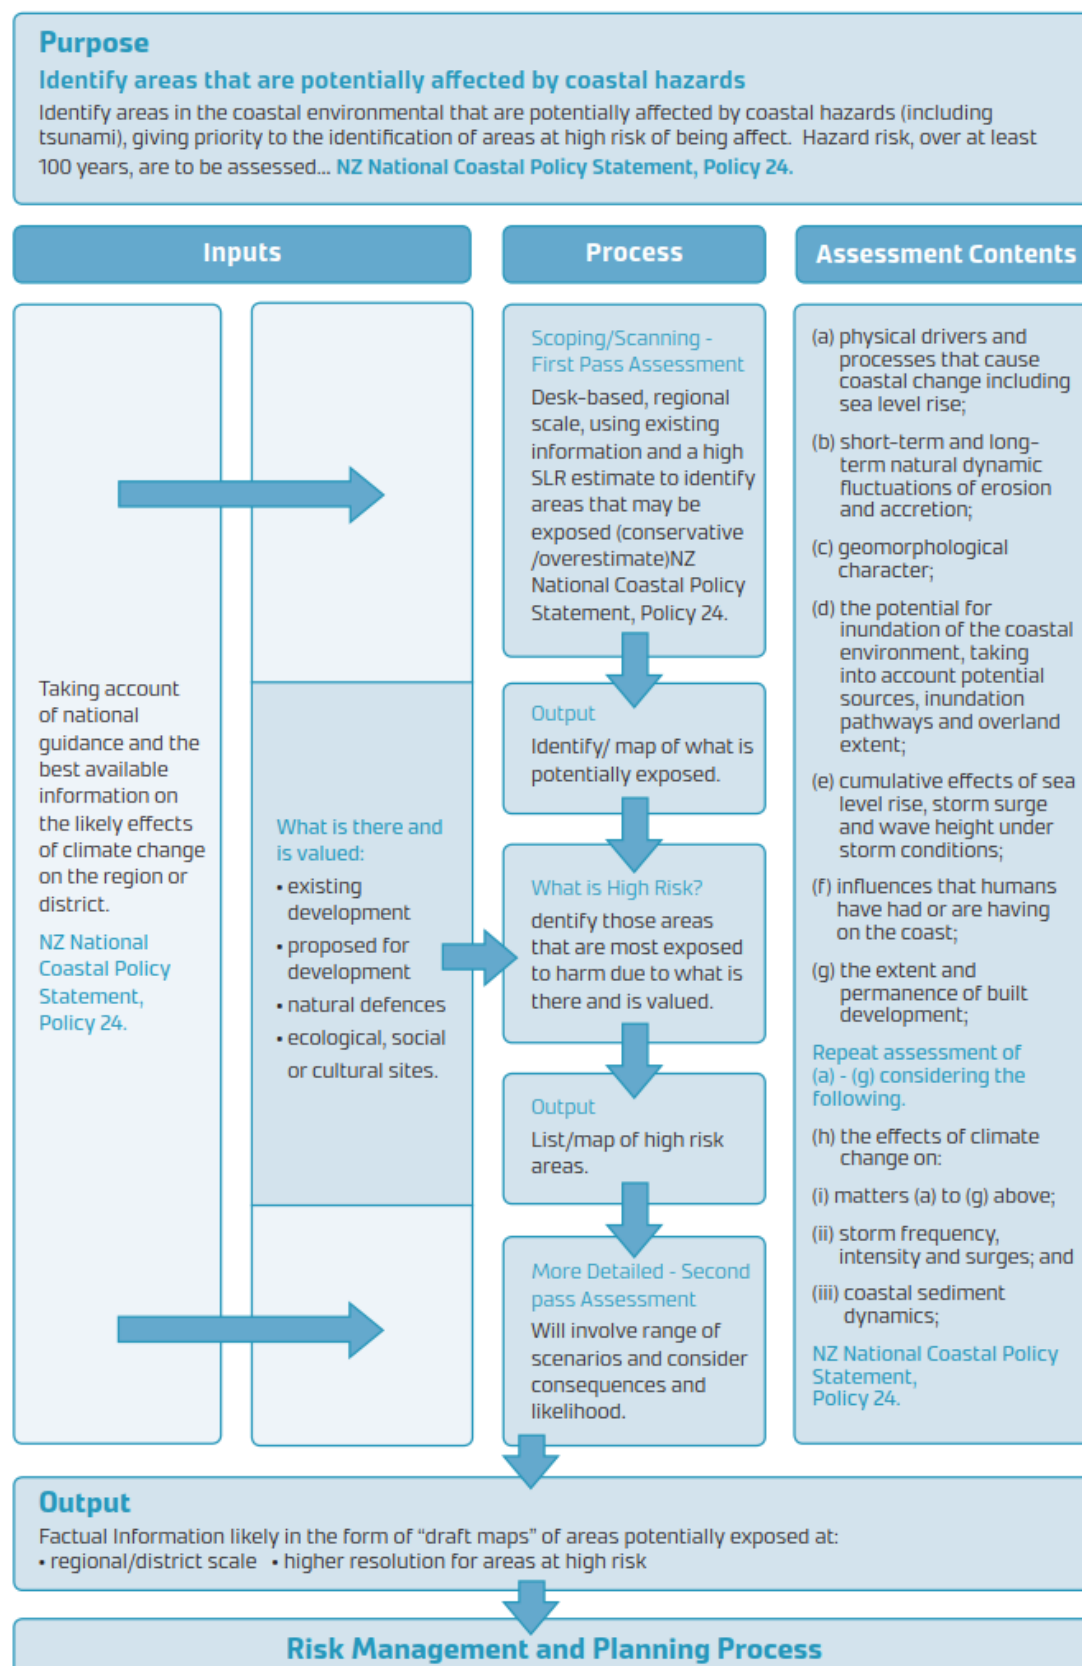 Purpose
Identify areas that are potentially affected by coastal hazards
Identify areas in the coastal environmental that are potentially affected by coastal hazards (including
tsunami), giving priority to the identification of areas at high risk of being affect. Hazard risk, over at least
100 years, are to be assessed... NZ National Coastal Policy Statement, Policy 24.
Inputs
Process
Assessment Contents
Taking account
of national
guidance and the
best available
information on
the likely effects
of climate change
on the region or
district.
NZ National
Coastal Policy
Statement,
Policy 24.
What is there and
is valued:
• existing
development
• proposed for
development
• natural defences
• ecological, social
or cultural sites.
Scoping/Scanning -
First Pass Assessment
Desk-based, regional
scale, using existing
information and a high
SLR estimate to identify
areas that may be
exposed (conservative
/overestimate)NZ
National Coastal Policy
Statement, Policy 24.
Output
Identify/ map of what is
potentially exposed.
What is High Risk?
dentify those areas
that are most exposed
to harm due to what is
there and is valued.
Output
List/map of high risk
areas.
More Detailed - Second
pass Assessment
Will involve range of
scenarios and consider
consequences and
likelihood.
(a) physical drivers and
processes that cause
coastal change including
sea level rise;
(b) short-term and long-
term natural dynamic
fluctuations of erosion
and accretion;
(c) geomorphological
character;
(d) the potential for
inundation of the coastal
environment, taking
into account potential
sources, inundation
pathways and overland
extent;
(e) cumulative effects of sea
level rise, storm surge
and wave height under
storm conditions;
(f) influences that humans
have had or are having
on the coast;
(g) the extent and
permanence of built
development;
Repeat assessment of
(a) - (g) considering the
following.
(h) the effects of climate
change on:
(i) matters (a) to (g) above;
(ii) storm frequency,
intensity and surges; and
(iii) coastal sediment
dynamics;
NZ National Coastal Policy
Statement,
Policy 24.
Output
Factual Information likely in the form of “draft maps” of areas potentially exposed at:
• regional/district scale • higher resolution for areas at high risk
Risk Management and Planning Process